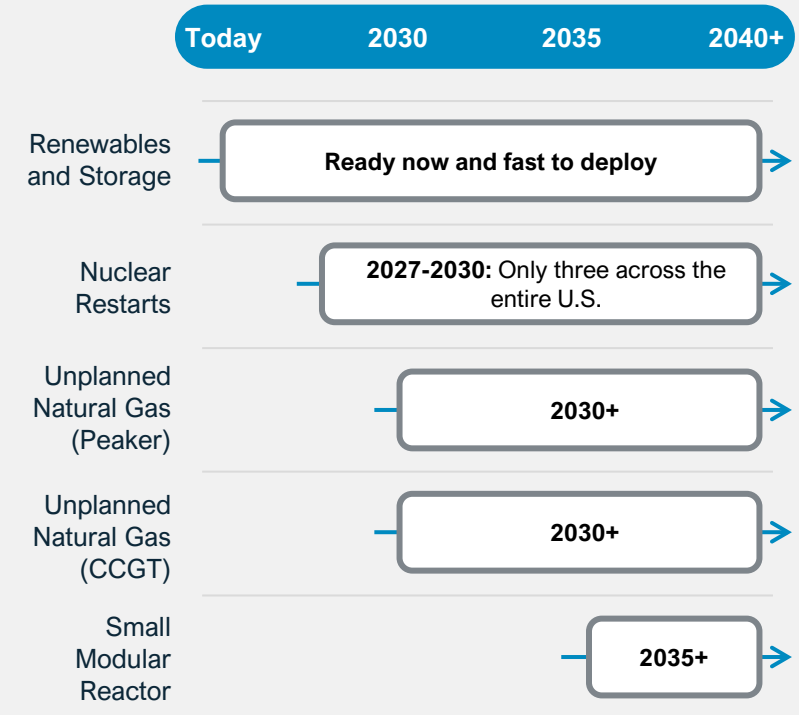 Today 2030 2035 2040+
Renewables
and Storage
Ready now and fast to deploy
Nuclear
Restarts
2027-2030: Only three across the
entire U.S.
Unplanned
Natural Gas
(Peaker)
2030+
Unplanned
Natural Gas
(CCGT)
2030+
Small
Modular
Reactor
2035+